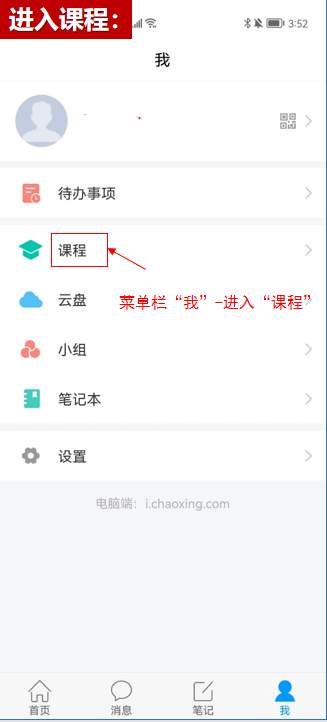 进入课程：
3:52
我
待办事项
课程
云盘
菜单栏“我”-进入“课程”
小组
笔记本
设置
电脑端：i.chaoxing.com
首页
消息
笔记
我